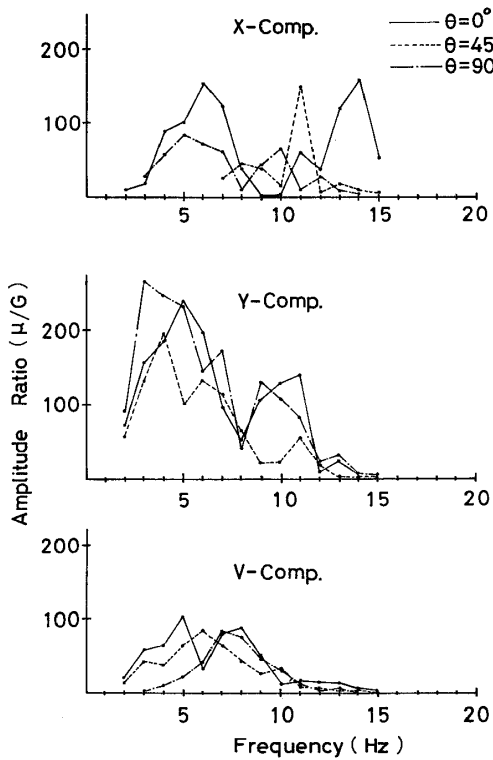 X-Comp.
θ=0°
θ=45
θ=90
200
100
5
10
15
20
Y-Comp.
200
100
5
10
15
20
V-Comp.
200
100
5
10
15
20
Amplitude Ratio (μ/G)
Frequency (Hz)